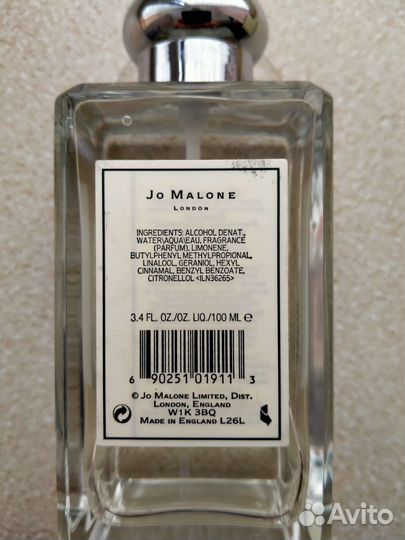 JO MALONE
LONDON
INGREDIENTS: ALCOHOL DENAT.,
WATER\AQUA\EAU, FRAGRANCE
(PARFUM), LIMONENE,
BUTYLPHENYL METHYLPROPIONAL,
LINALOOL, GERANIOL, HEXYL
CINNAMAL, BENZYL BENZOATE,
CITRONELLOL <ILN36265>
3.4 FL. OZ./OZ. LIQ./100 ML ℮
6 90251 01911 3
© JO MALONE LIMITED, DIST.
LONDON, ENGLAND
W1K 3BQ
MADE IN ENGLAND L26L
Avito